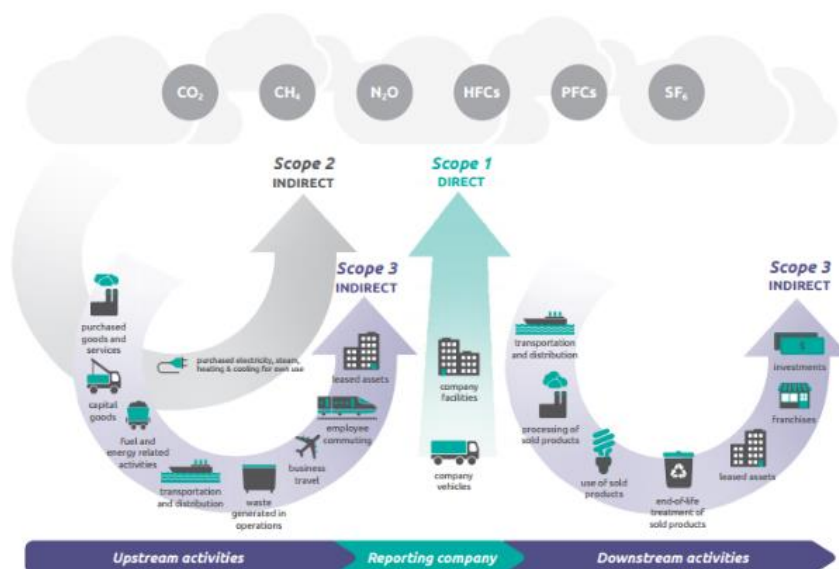 CO₂
CH₄
N₂O
HFCs
PFCs
SF₆
Scope 2
INDIRECT
Scope 1
DIRECT
Scope 3
INDIRECT
Scope 3
INDIRECT
purchased
goods and
services
capital
goods
fuel and
energy related
activities
transportation
and distribution
waste
generated in
operations
business
travel
employee
commuting
leased assets
purchased electricity, steam,
heating & cooling for own use
company
facilities
company
vehicles
transportation
and distribution
processing of
sold products
use of sold
products
end-of-life
treatment of
sold products
leased assets
franchises
investments
$
Upstream activities
Reporting company
Downstream activities